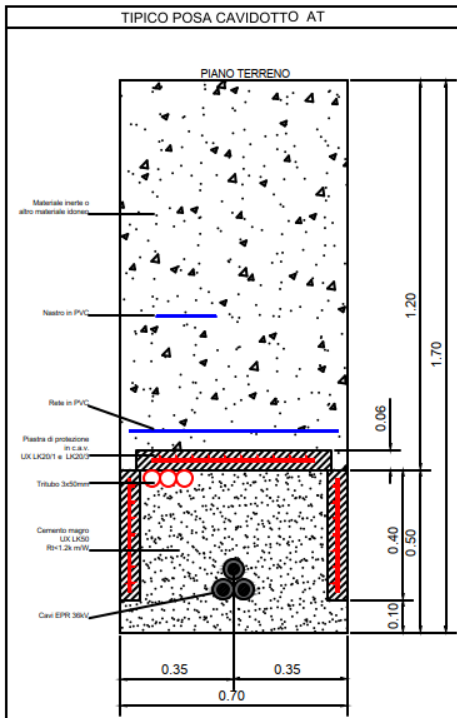 TIPICO POSA CAVIDOTTO AT
PIANO TERRENO
Materiale inerte o
altro materiale idoneo
Nastro in PVC
Rete in PVC
Piastra di protezione
in c.a.v.
UX LK20/1 e LK20/3
Tritubo 3x50mm
Cemento magro
UX LK50
Rt<1.2k m/W
Cavi EPR 36kV
1.20
1.70
0.06
0.40
0.50
0.10
0.35
0.35
0.70